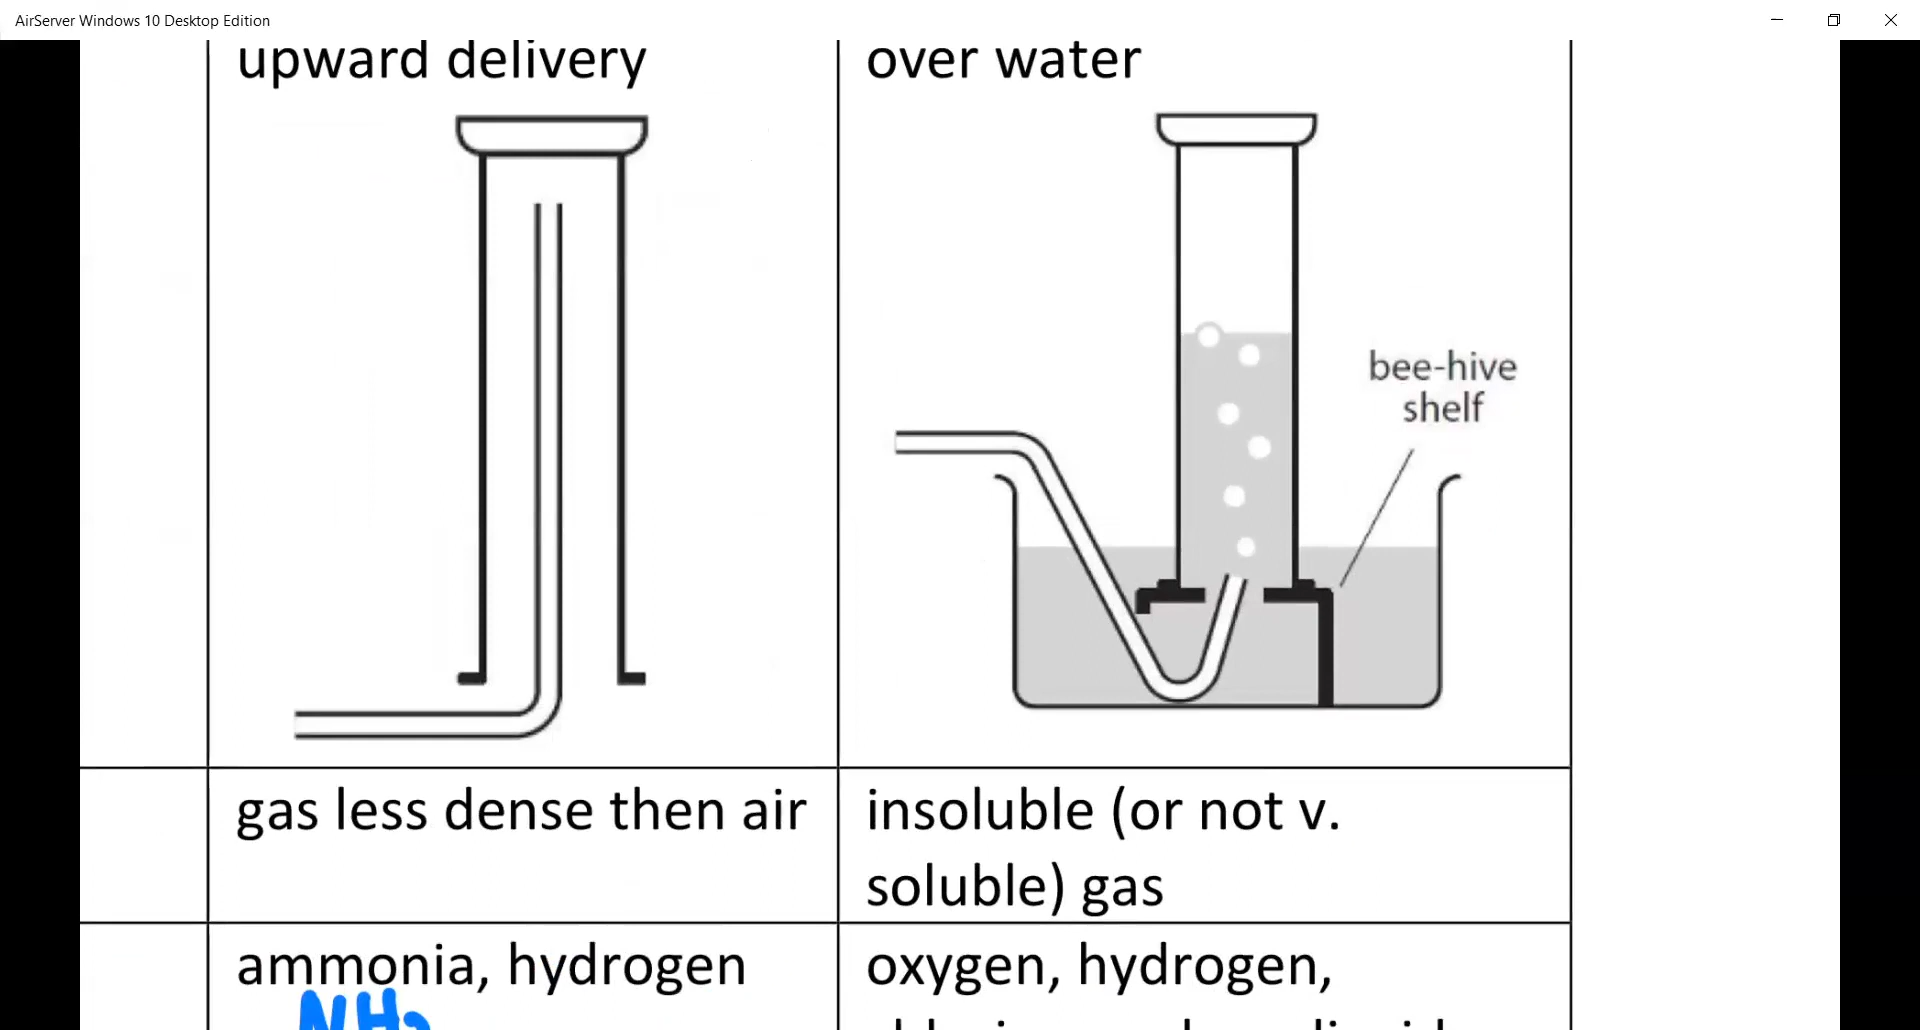 AirServer Windows 10 Desktop Edition
upward delivery
over water
bee-hive
shelf
gas less dense then air
insoluble (or not v.
soluble) gas
ammonia, hydrogen
oxygen, hydrogen,
NH3